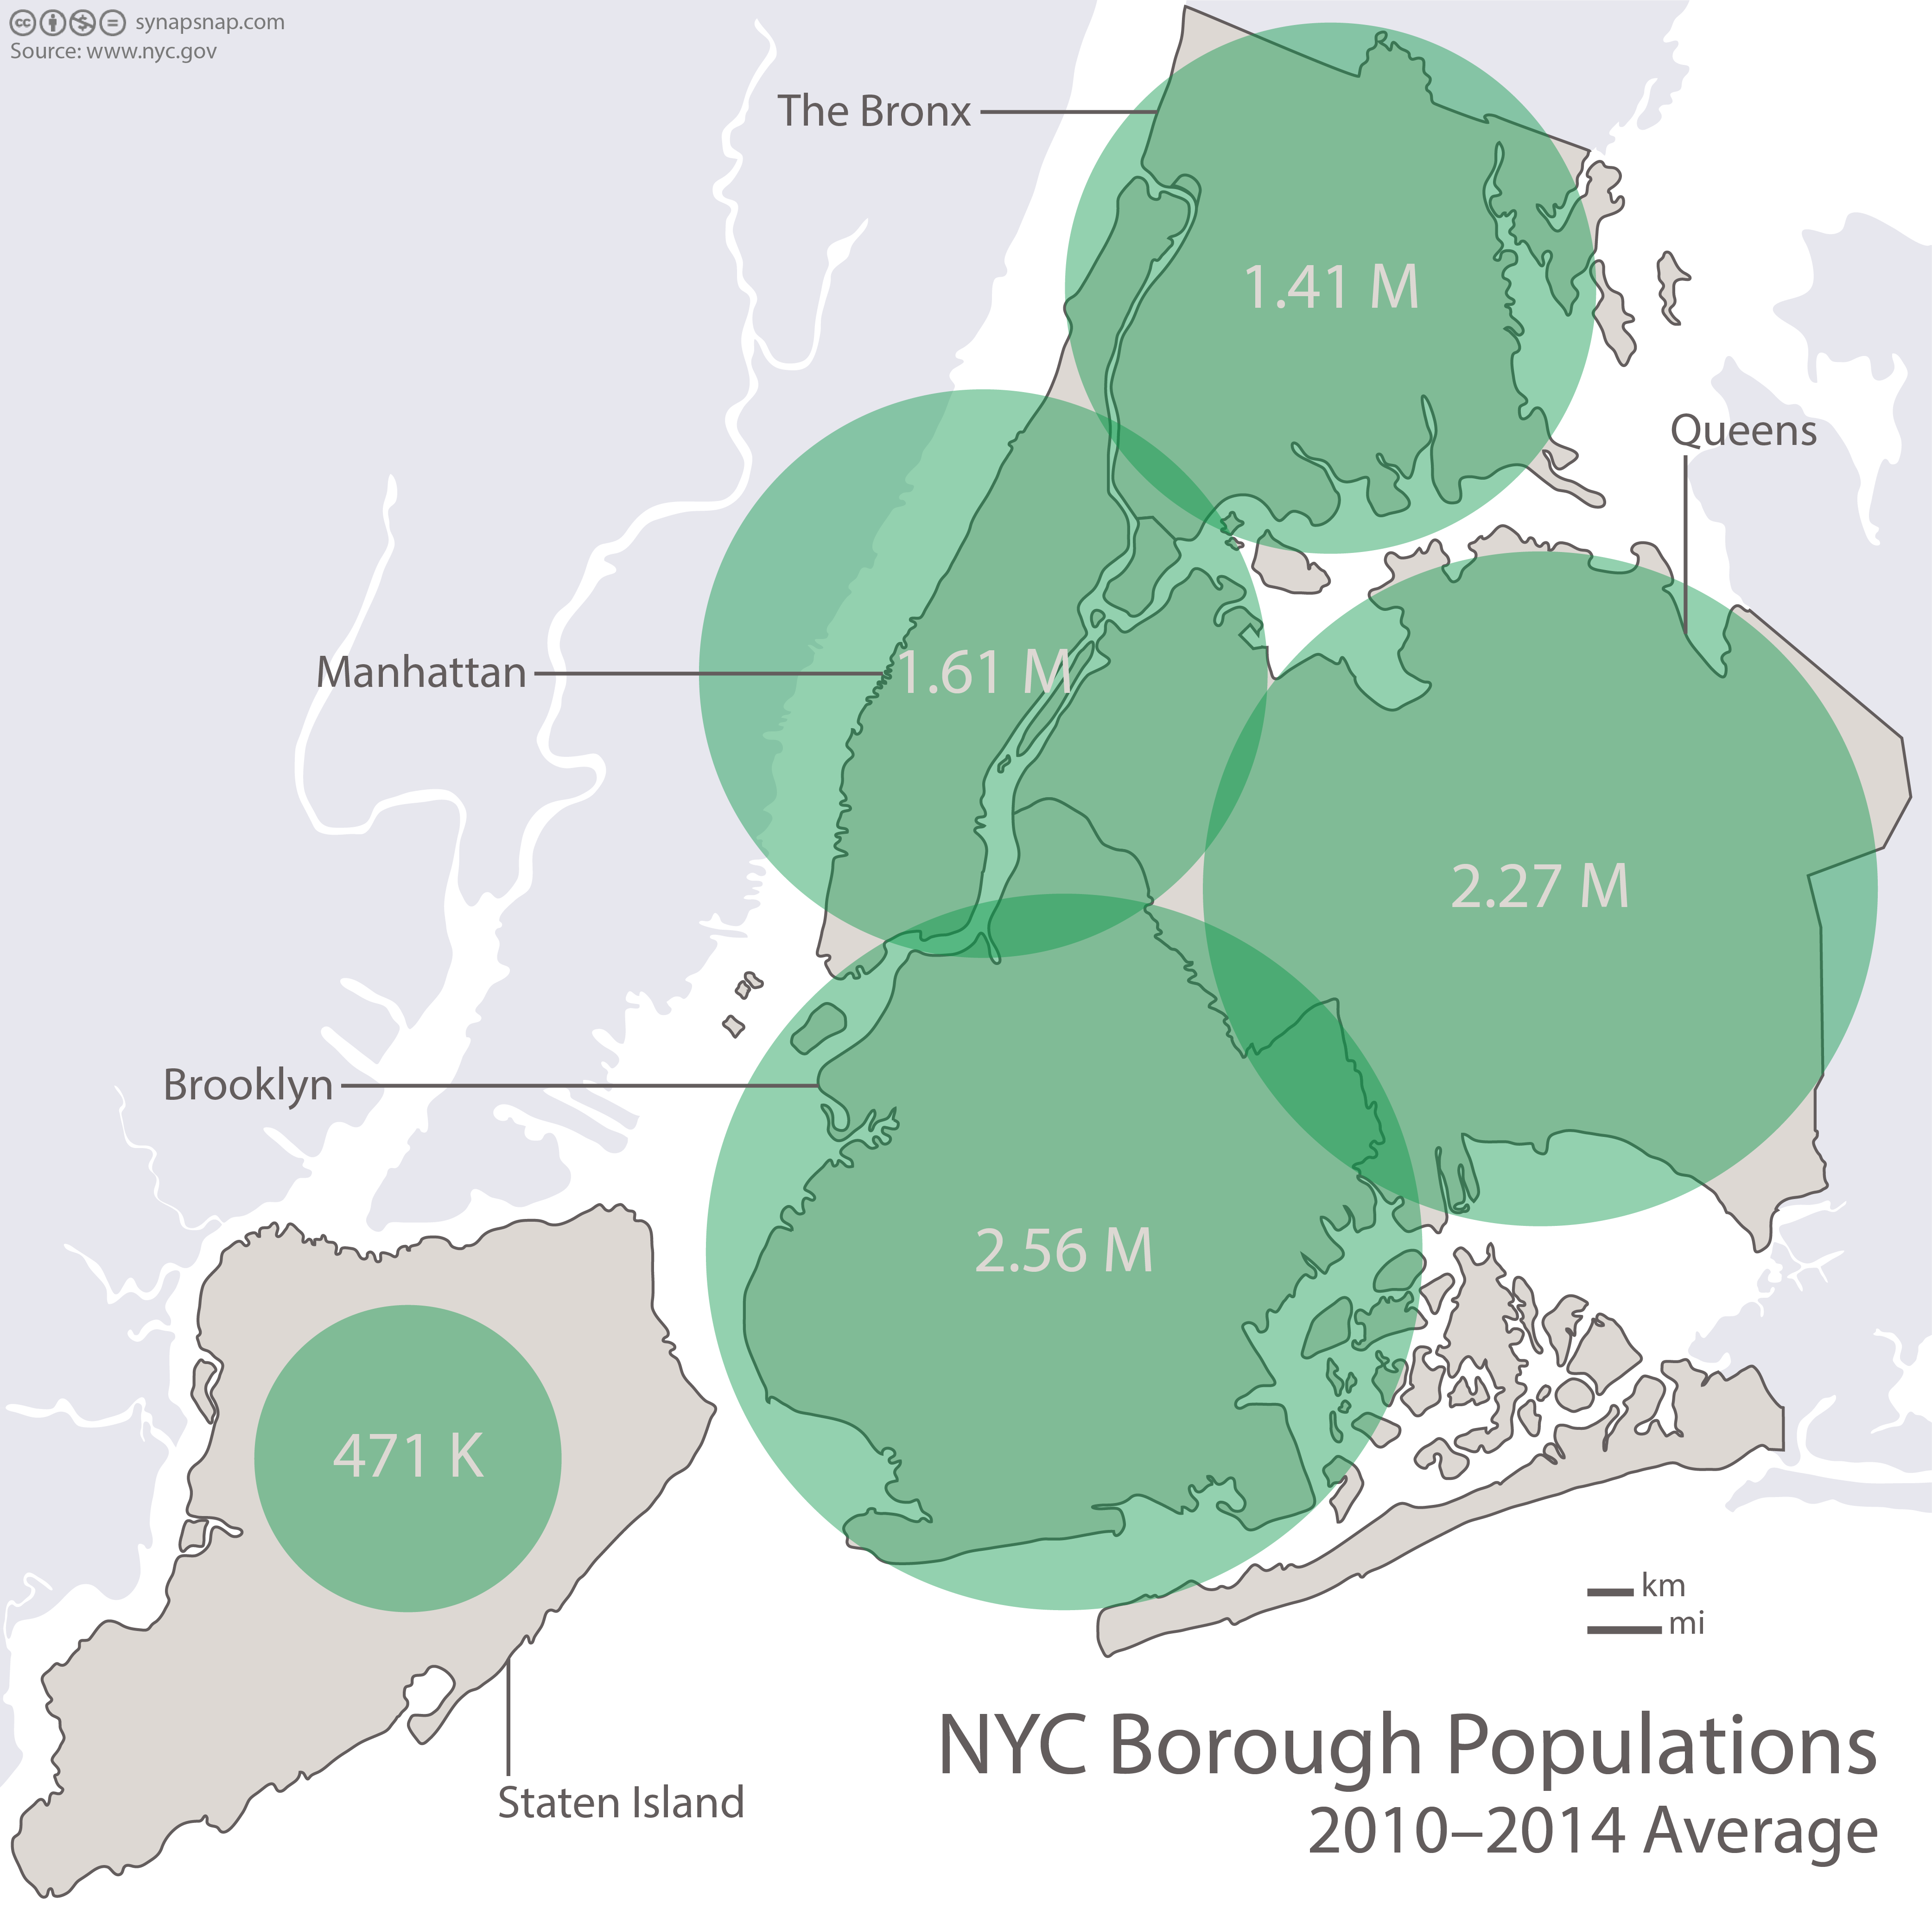 synapsnap.com
Source: www.nyc.gov
The Bronx
1.41 M
Queens
Manhattan
1.61 M
2.27 M
Brooklyn
2.56 M
471 K
km
mi
Staten Island
NYC Borough Populations
2010–2014 Average